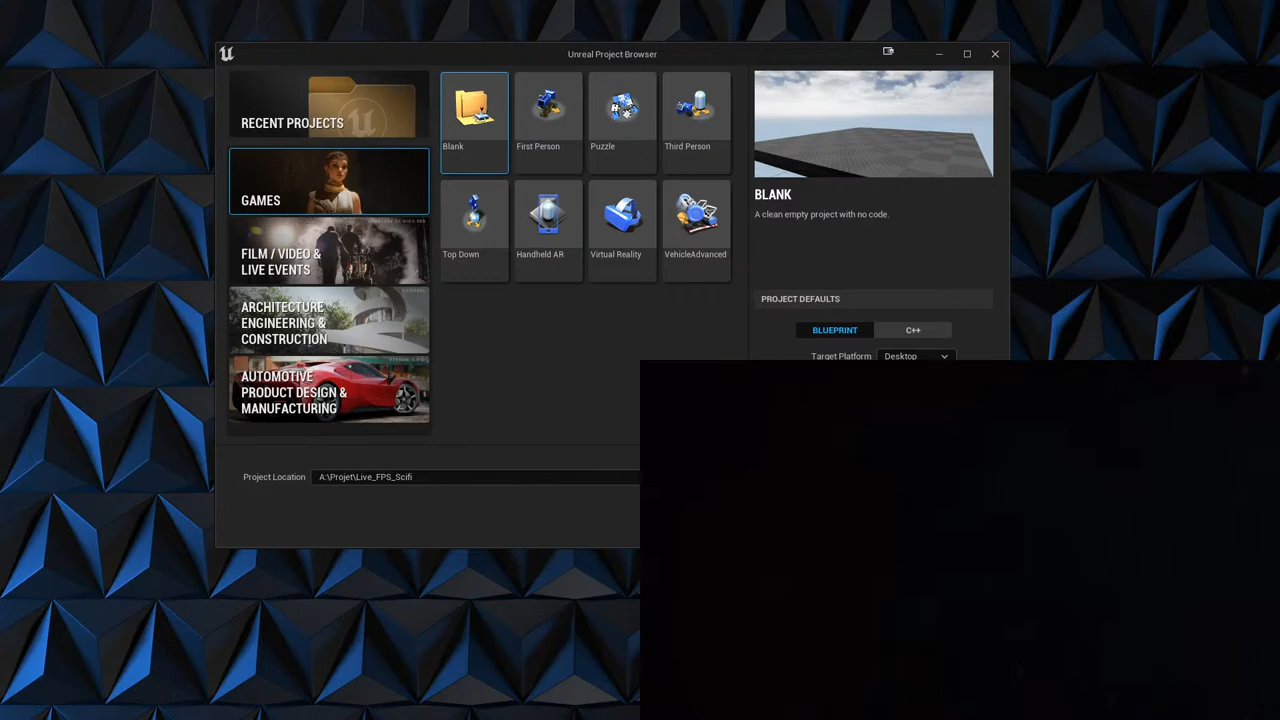 Unreal Project Browser
RECENT PROJECTS
GAMES
FILM / VIDEO &
LIVE EVENTS
ARCHITECTURE
ENGINEERING &
CONSTRUCTION
AUTOMOTIVE
PRODUCT DESIGN &
MANUFACTURING
Blank
First Person
Puzzle
Third Person
Top Down
Handheld AR
Virtual Reality
VehicleAdvanced
BLANK
A clean empty project with no code.
PROJECT DEFAULTS
BLUEPRINT
C++
Target Platform
Desktop
Project Location
A:\Projet\Live_FPS_Scifi